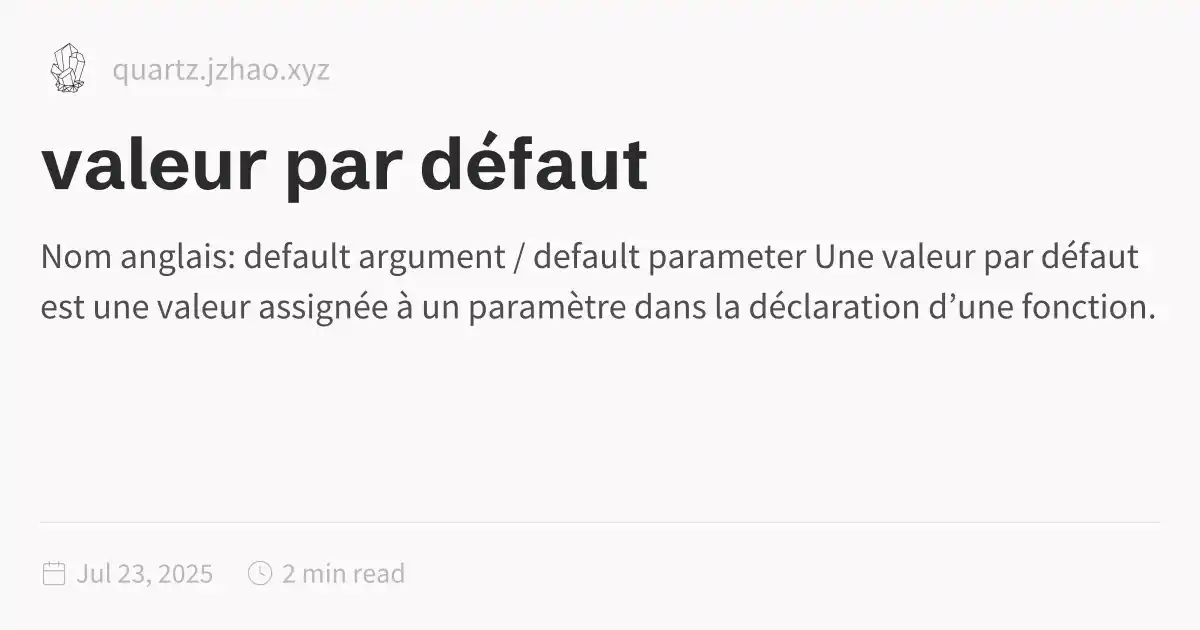 quartz.jzhao.xyz
valeur par défaut
Nom anglais: default argument / default parameter Une valeur par défaut
est une valeur assignée à un paramètre dans la déclaration d’une fonction.
Jul 23, 2025 2 min read